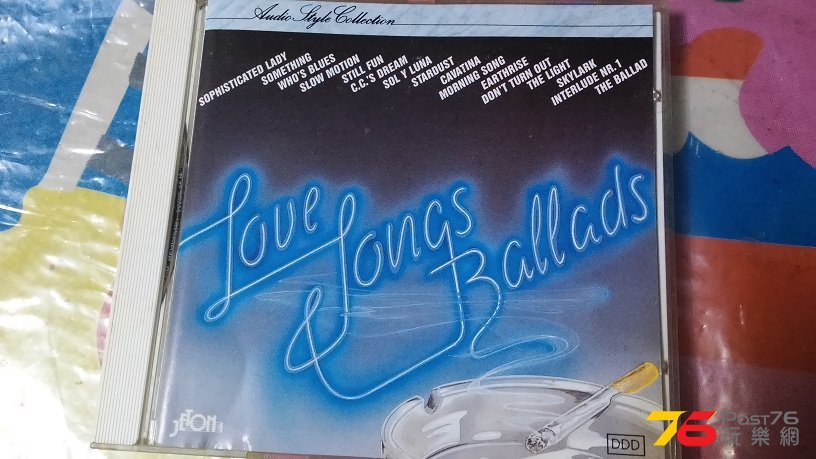 Audio Style Collection
SOPHISTICATED LADY
SOMETHING
WHO'S BLUES
SLOW MOTION
STILL FUN
C.C.'S DREAM
SOL Y LUNA
STARDUST
CAVATINA
MORNING SONG
EARTHRISE
DON'T TURN OUT
THE LIGHT
SKYLARK
INTERLUDE NR. 1
THE BALLAD
Love Songs
& Ballads
JETON
DDD
76 Post76
玩樂網